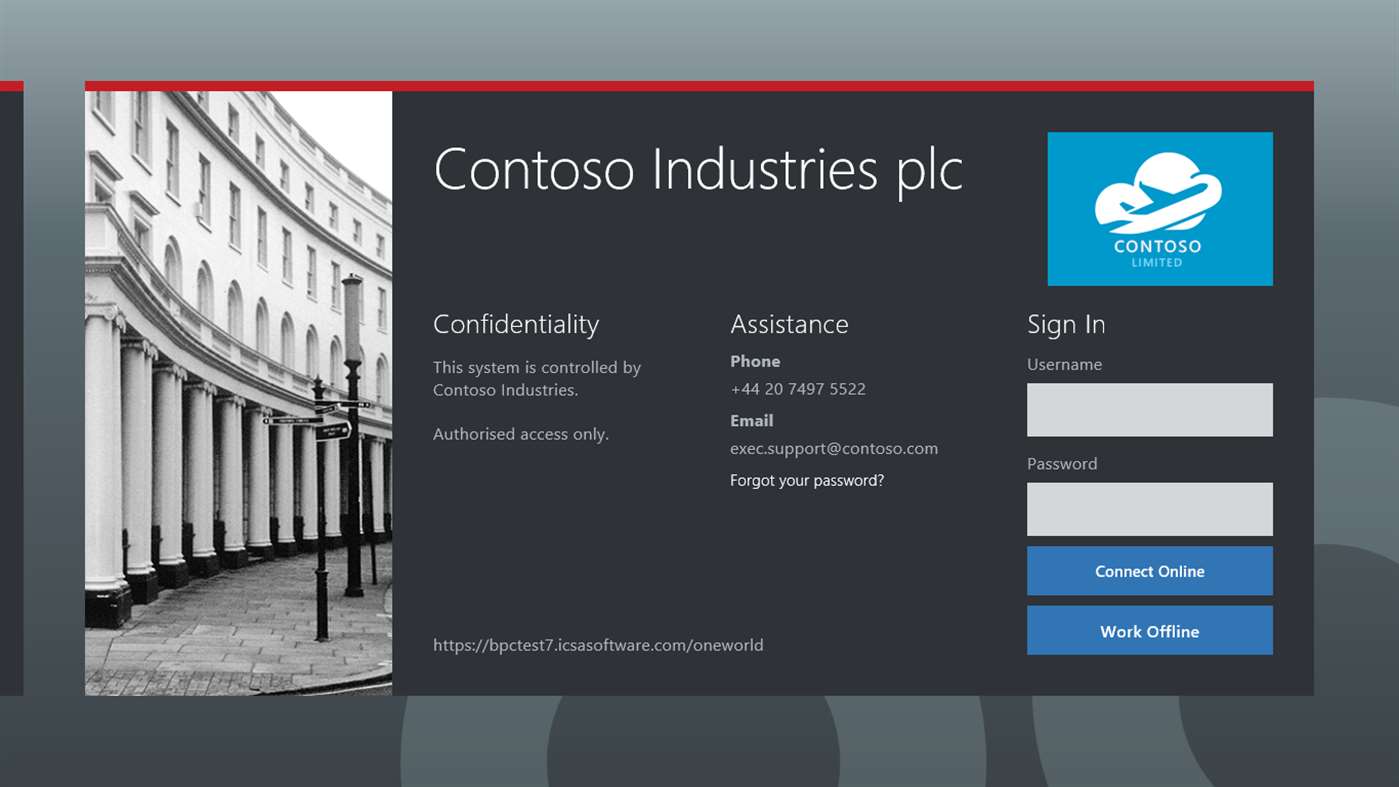 Contoso Industries plc
CONTOSO
LIMITED
Confidentiality
This system is controlled by
Contoso Industries.
Authorised access only.
Assistance
Phone
+44 20 7497 5522
Email
exec.support@contoso.com
Forgot your password?
Sign In
Username
Password
Connect Online
Work Offline
https://bpctest7.icsasoftware.com/oneworld